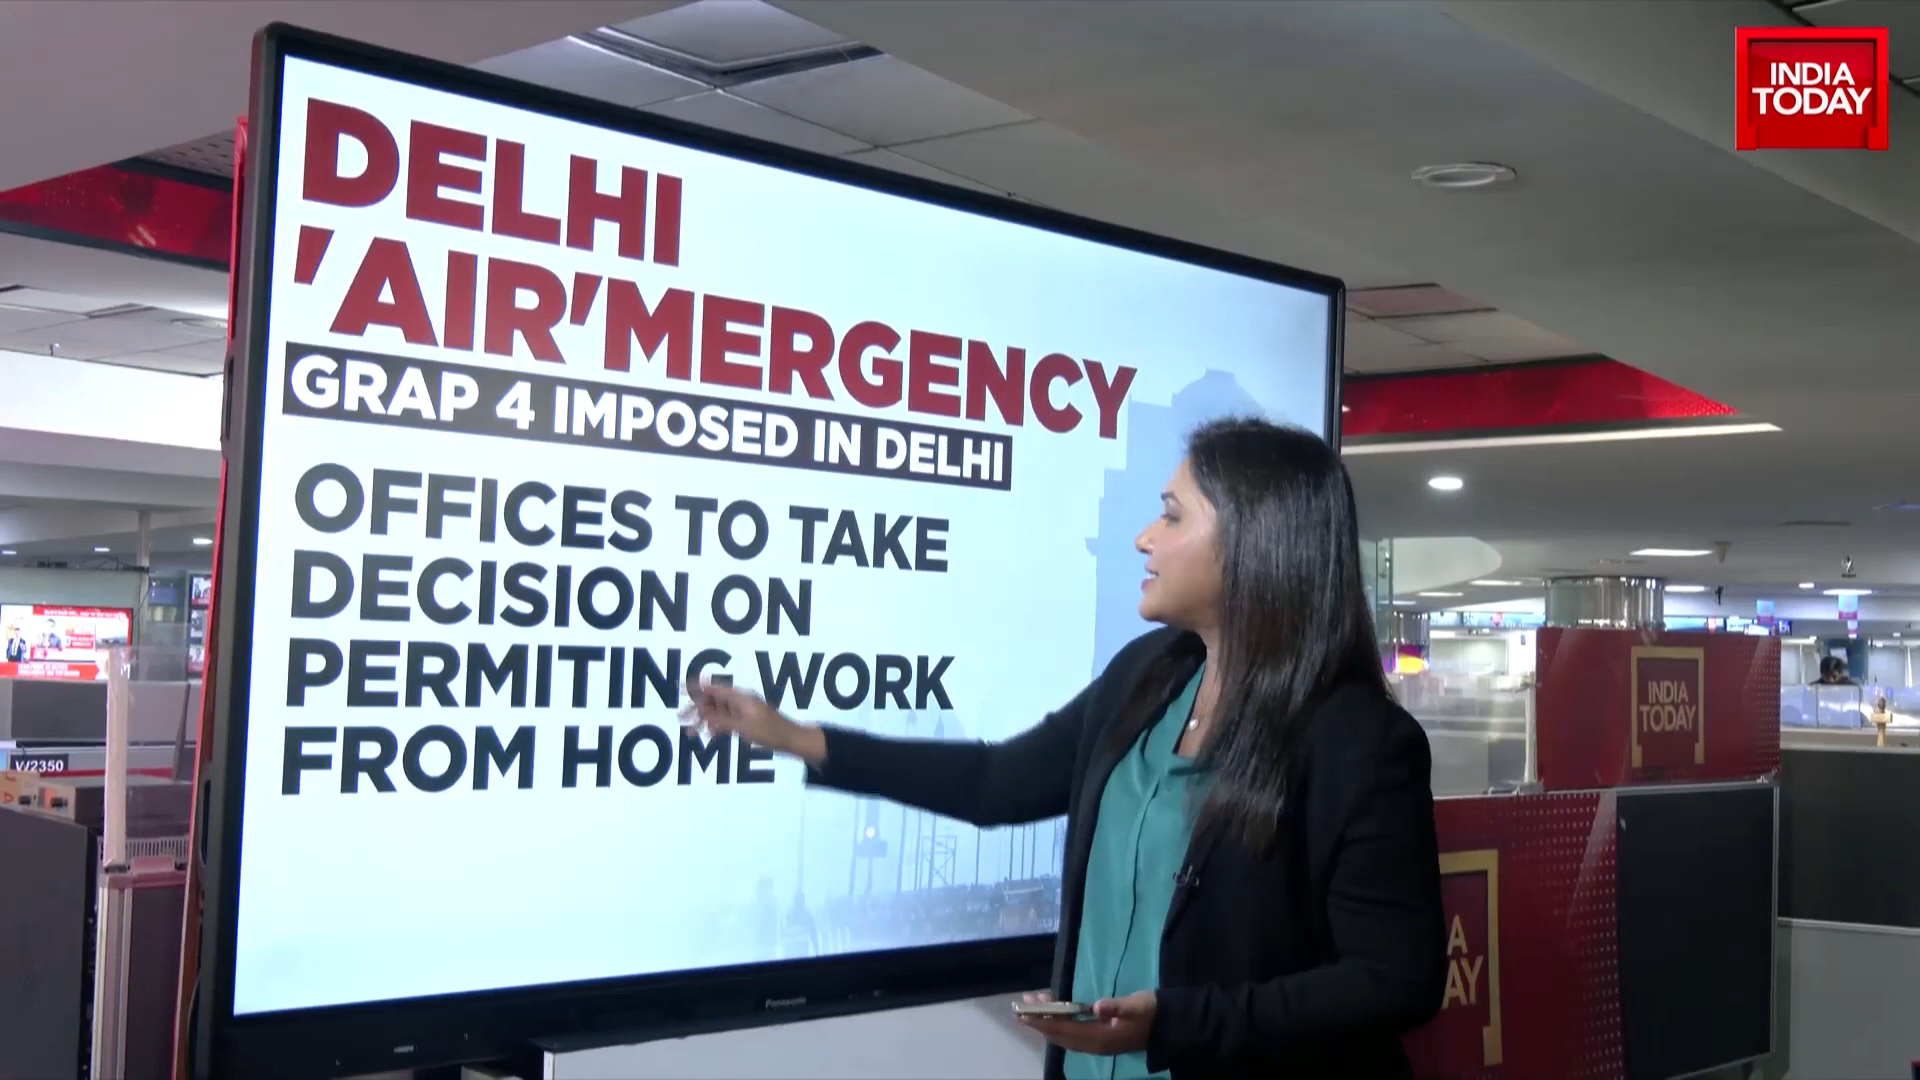 INDIA
TODAY
DELHI
'AIR'MERGENCY
GRAP 4 IMPOSED IN DELHI
OFFICES TO TAKE
DECISION ON
PERMITING WORK
FROM HOME
Panasonic
V/2350
INDIA
TODAY